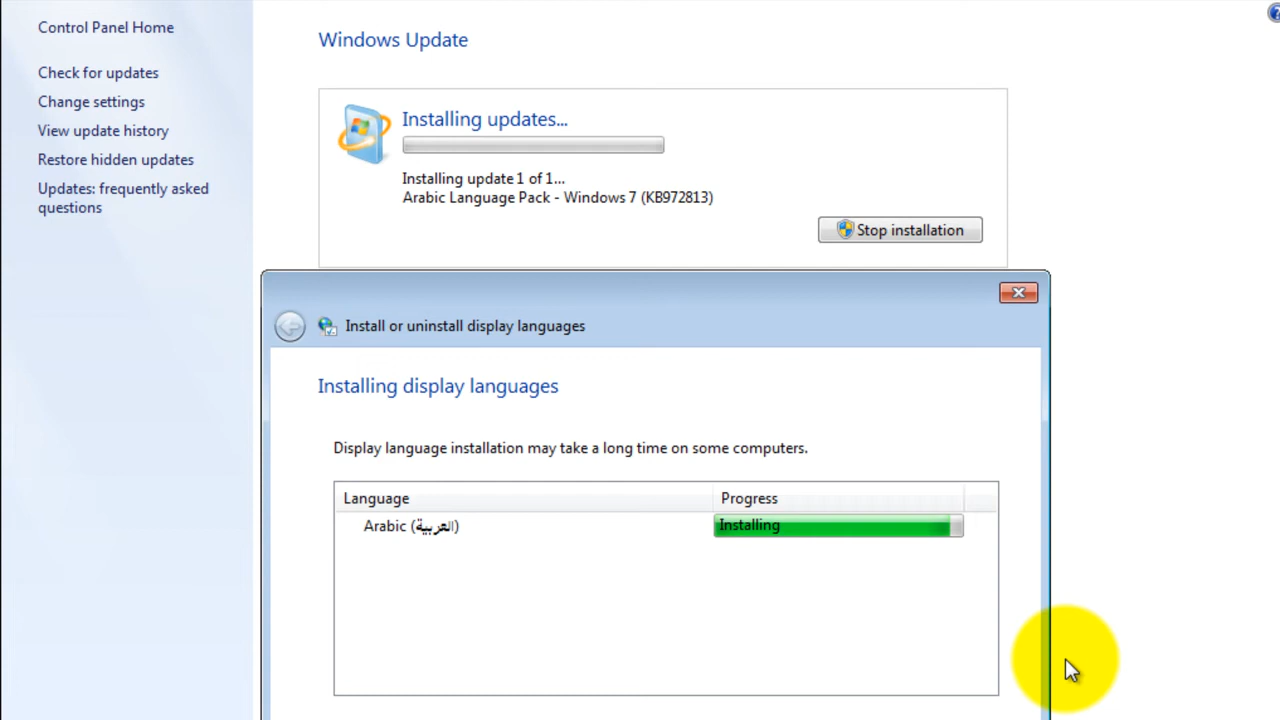 Control Panel Home
Check for updates
Change settings
View update history
Restore hidden updates
Updates: frequently asked
questions
Windows Update
Installing updates...
Installing update 1 of 1...
Arabic Language Pack - Windows 7 (KB972813)
Stop installation
Install or uninstall display languages
Installing display languages
Display language installation may take a long time on some computers.
Language Progress
Arabic (العربية) Installing